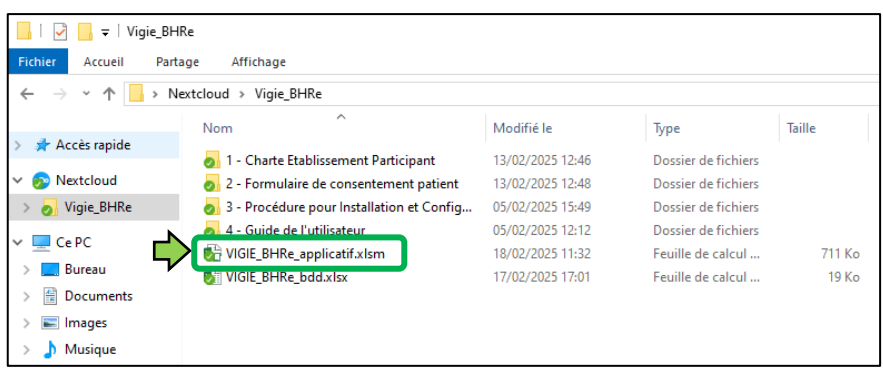 Vigie_BHRe
Fichier Accueil Partage Affichage
Nextcloud > Vigie_BHRe
Nom Modifié le Type Taille
Accès rapide
Nextcloud
Vigie_BHRe
Ce PC
Bureau
Documents
Images
Musique
1 - Charte Etablissement Participant 13/02/2025 12:46 Dossier de fichiers
2 - Formulaire de consentement patient 13/02/2025 12:48 Dossier de fichiers
3 - Procédure pour Installation et Config... 05/02/2025 15:49 Dossier de fichiers
4 - Guide de l'utilisateur 05/02/2025 12:12 Dossier de fichiers
VIGIE_BHRe_applicatif.xlsm 18/02/2025 11:32 Feuille de calcul ... 711 Ko
VIGIE_BHRe_bdd.xlsx 17/02/2025 17:01 Feuille de calcul ... 19 Ko